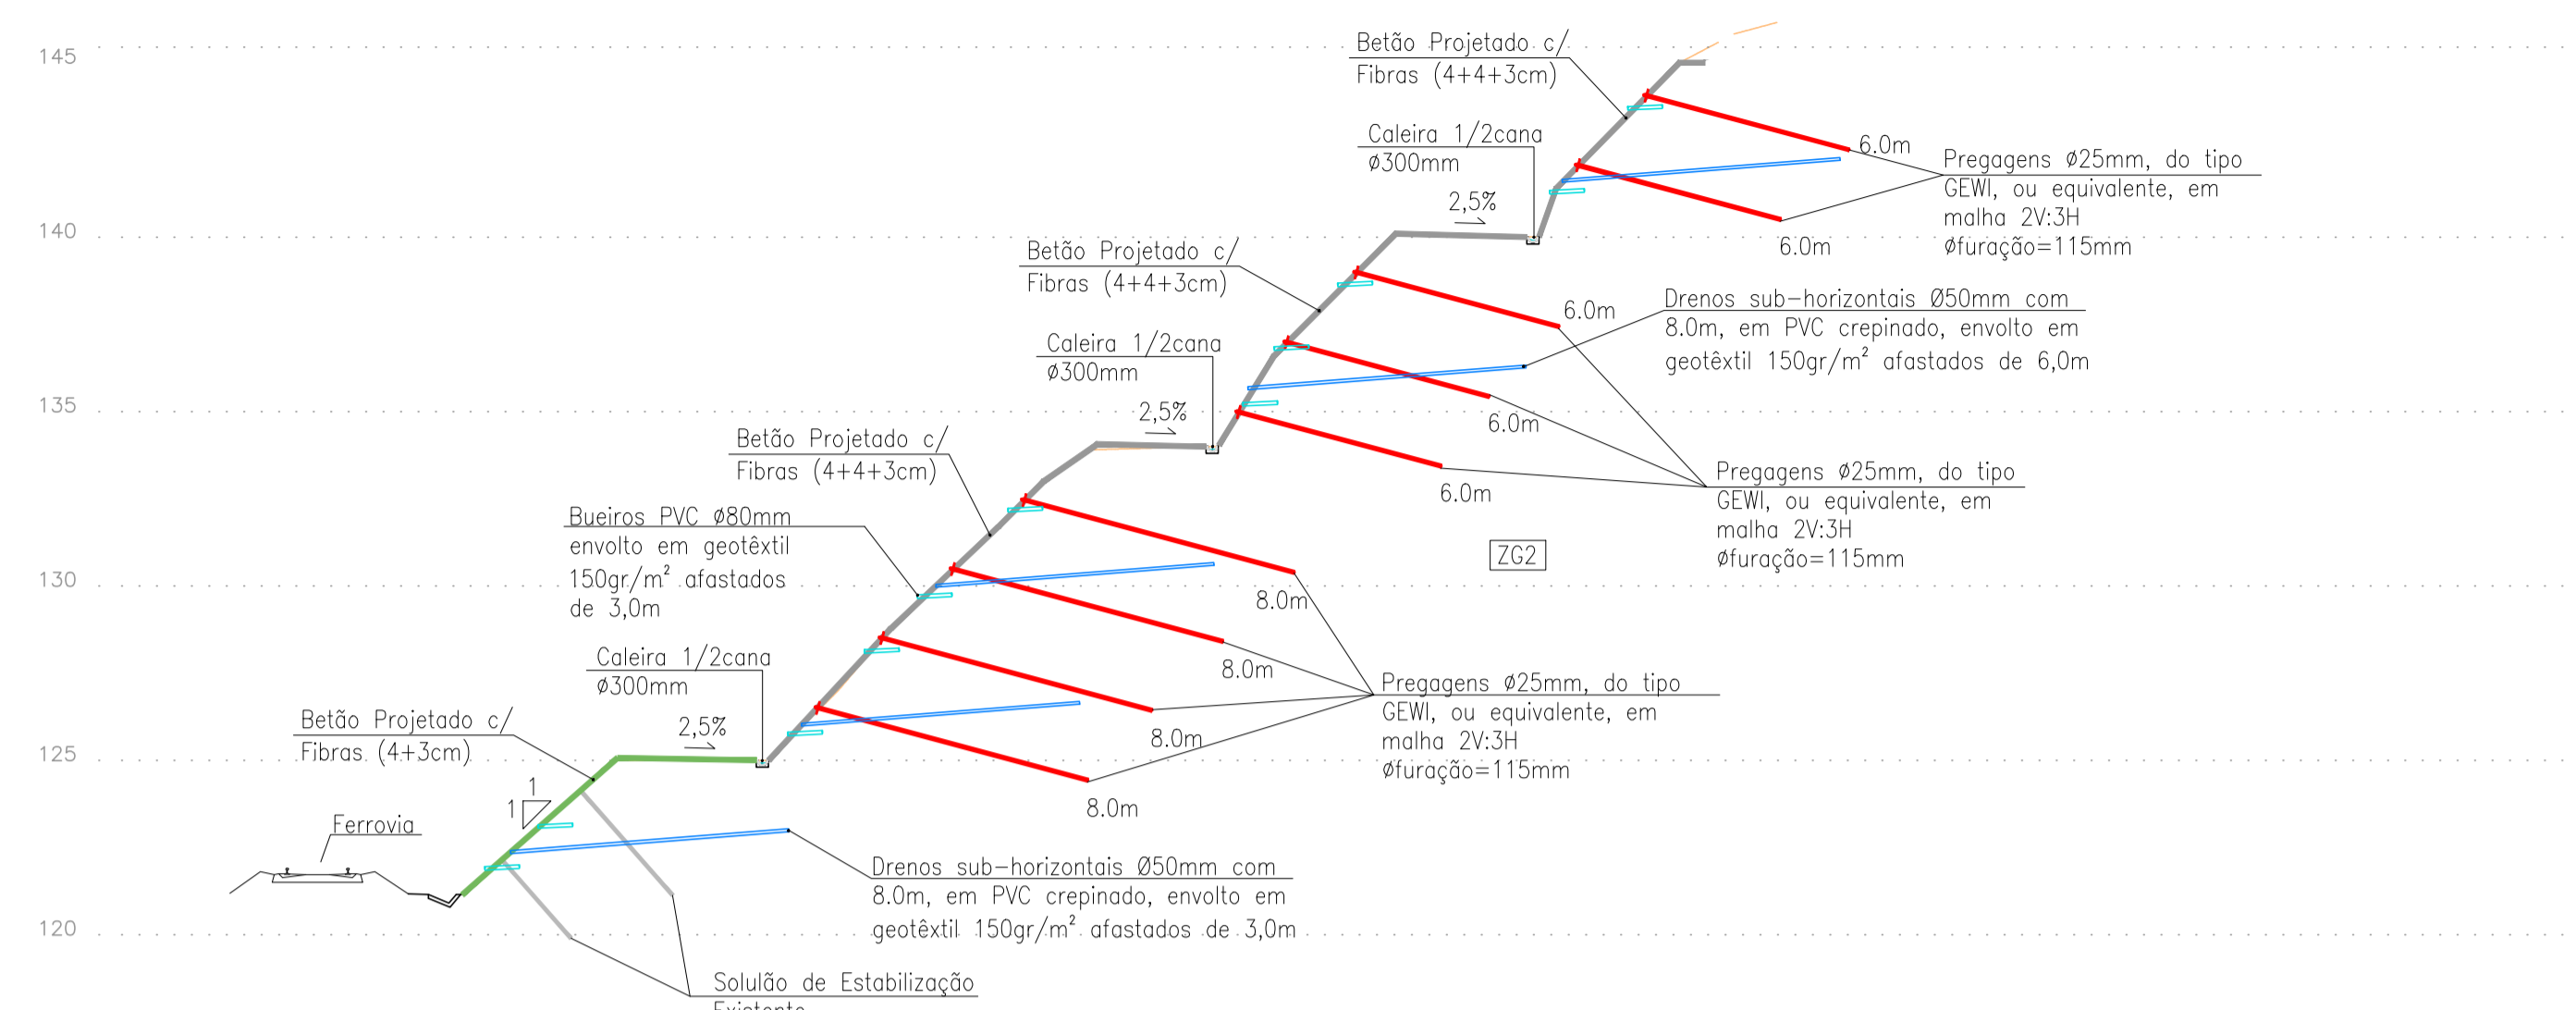 145
Betão Projetado c/
Fibras (4+4+3cm)
Caleira 1/2cana
Ø300mm
2,5%
6.0m
6.0m
Pregagens Ø25mm, do tipo
GEWI, ou equivalente, em
malha 2V:3H
Øfuração=115mm
140
Betão Projetado c/
Fibras (4+4+3cm)
Caleira 1/2cana
Ø300mm
2,5%
6.0m
6.0m
6.0m
Drenos sub-horizontais Ø50mm com
8.0m, em PVC crepinado, envolto em
geotêxtil 150gr/m² afastados de 6,0m
135
Betão Projetado c/
Fibras (4+4+3cm)
Pregagens Ø25mm, do tipo
GEWI, ou equivalente, em
malha 2V:3H
Øfuração=115mm
ZG2
Bueiros PVC Ø80mm
envolto em geotêxtil
150gr/m² afastados
de 3,0m
130
8.0m
8.0m
8.0m
8.0m
Caleira 1/2cana
Ø300mm
2,5%
Pregagens Ø25mm, do tipo
GEWI, ou equivalente, em
malha 2V:3H
Øfuração=115mm
Betão Projetado c/
Fibras (4+3cm)
125
1
1
Ferrovia
Drenos sub-horizontais Ø50mm com
8.0m, em PVC crepinado, envolto em
geotêxtil 150gr/m² afastados de 3,0m
120
Solulão de Estabilização
Existente